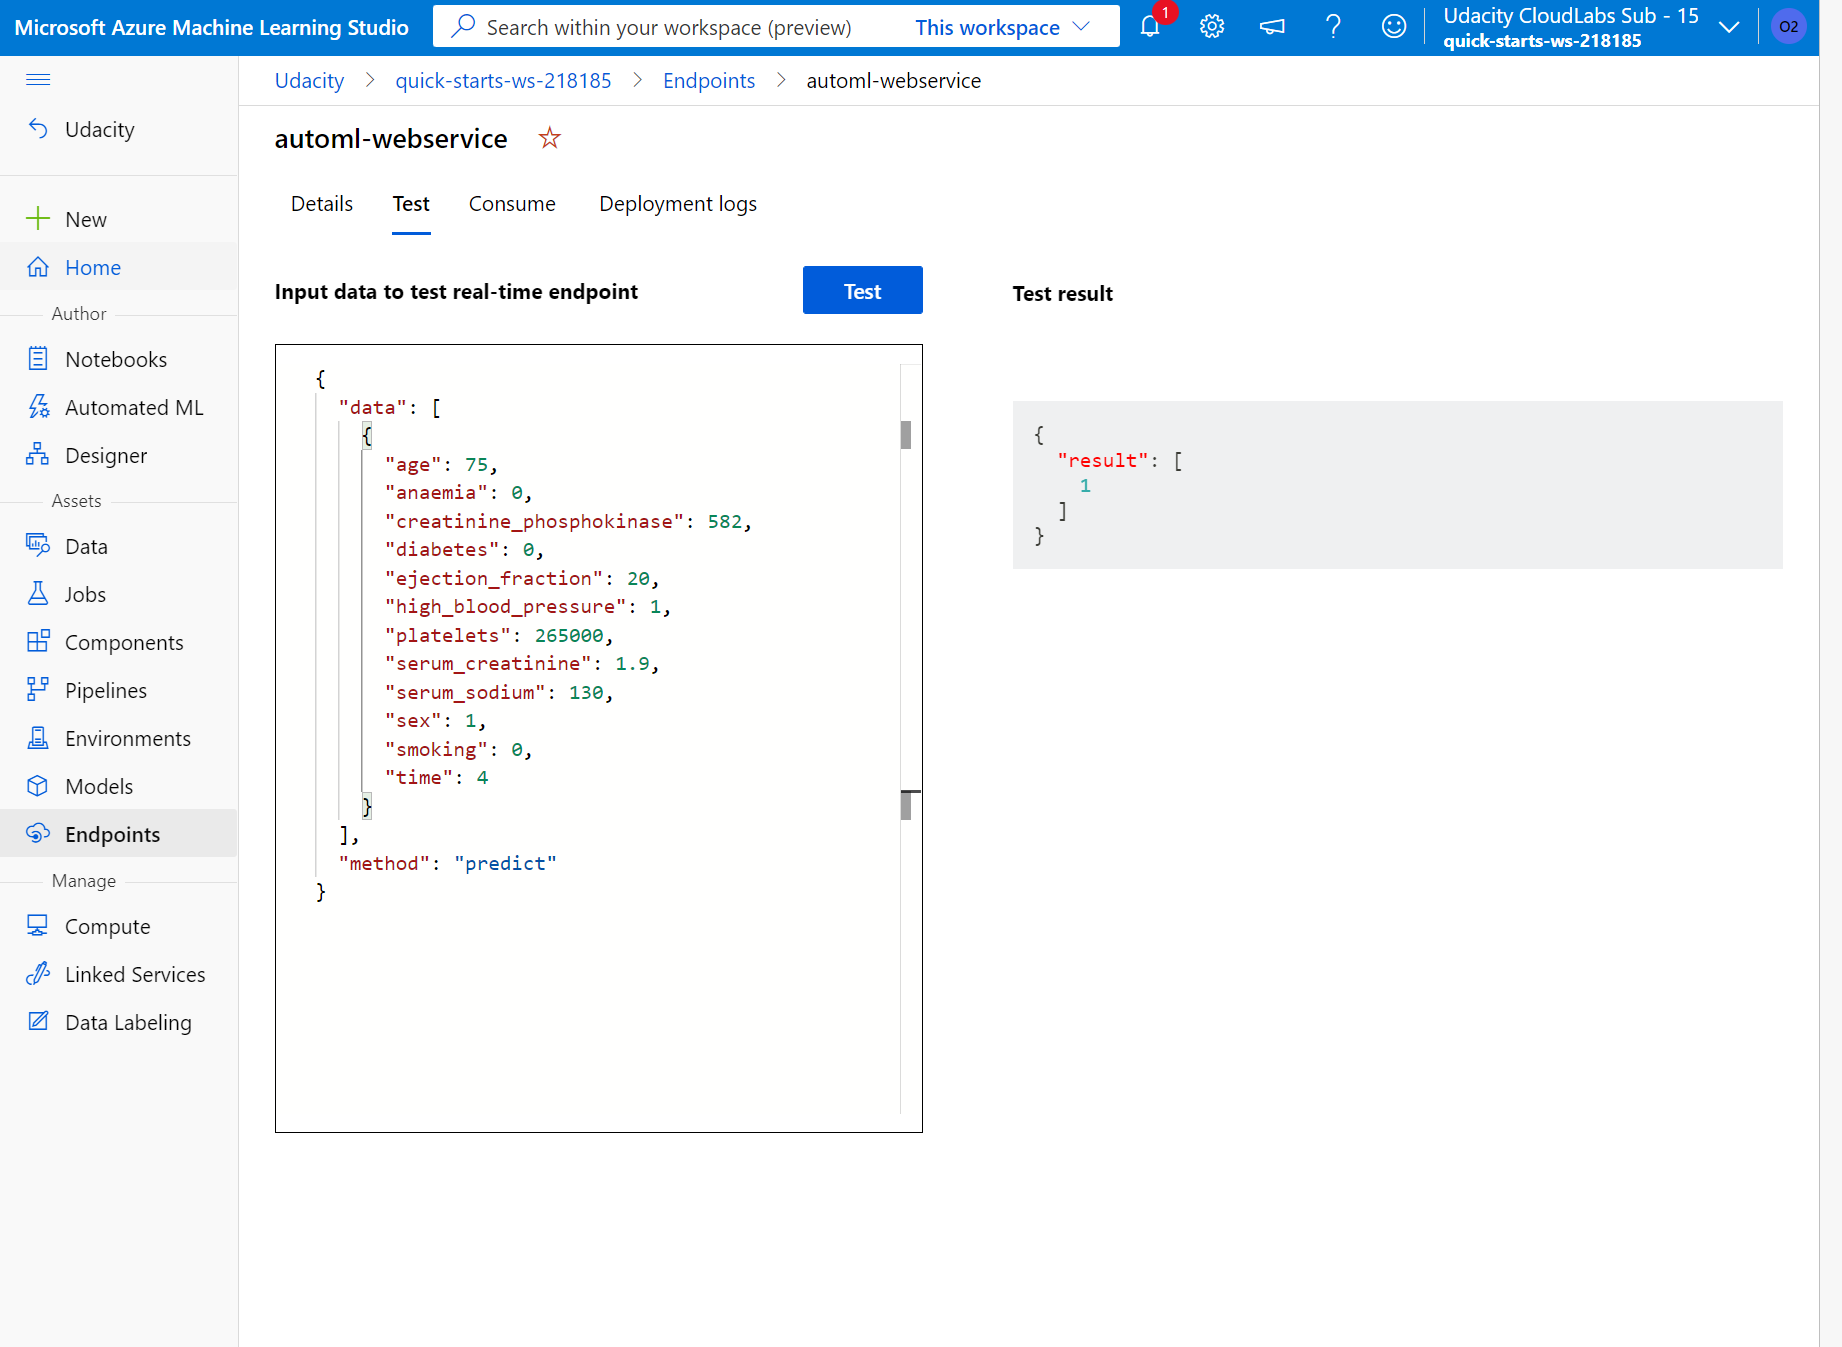 Microsoft Azure Machine Learning Studio
Search within your workspace (preview)
This workspace
1
Udacity CloudLabs Sub - 15
quick-starts-ws-218185
O2
Udacity
New
Home
Author
Notebooks
Automated ML
Designer
Assets
Data
Jobs
Components
Pipelines
Environments
Models
Endpoints
Manage
Compute
Linked Services
Data Labeling
Udacity > quick-starts-ws-218185 > Endpoints > automl-webservice
automl-webservice
Details Test Consume Deployment logs
Input data to test real-time endpoint
Test
{
"data": [
{
"age": 75,
"anaemia": 0,
"creatinine_phosphokinase": 582,
"diabetes": 0,
"ejection_fraction": 20,
"high_blood_pressure": 1,
"platelets": 265000,
"serum_creatinine": 1.9,
"serum_sodium": 130,
"sex": 1,
"smoking": 0,
"time": 4
}
],
"method": "predict"
}
Test result
{
"result": [
1
]
}